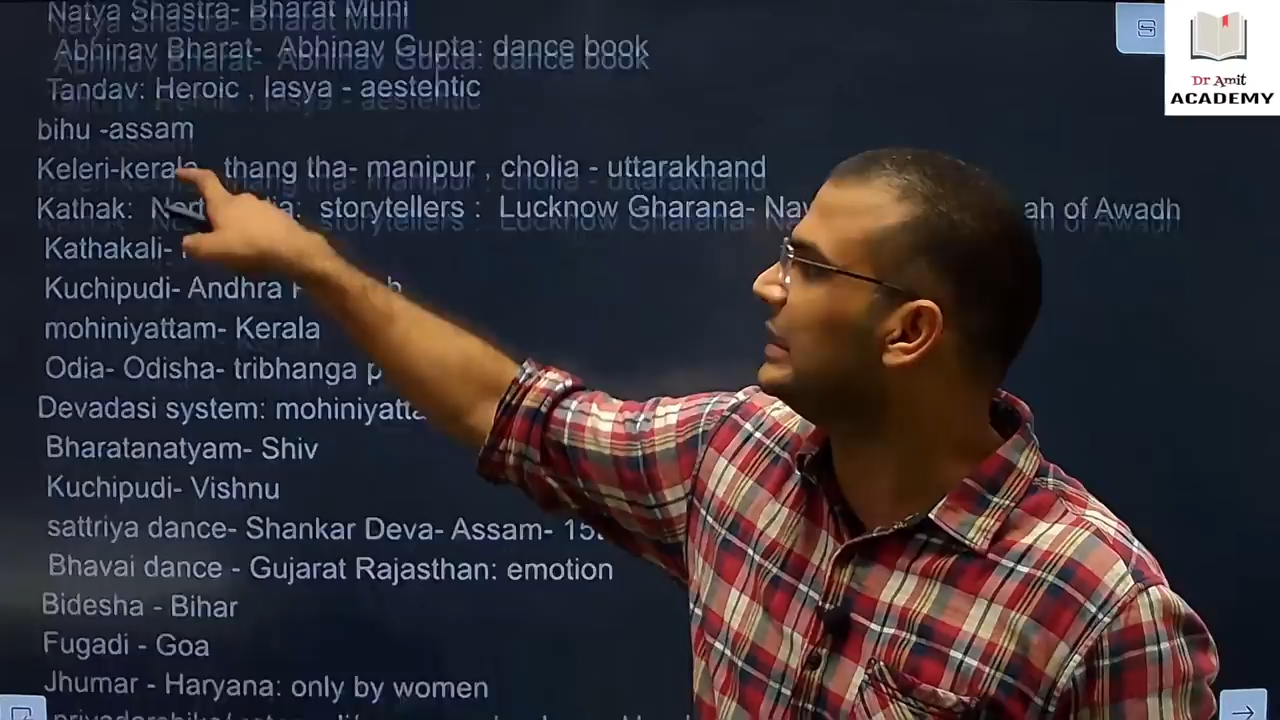 Natya Shastra- Bharat Muni
Abhinav Bharat- Abhinav Gupta: dance book
Tandav: Heroic , lasya - aestehtic
bihu -assam
Keleri-kerala thang tha- manipur , cholia - uttarakhand
Kathak: storytellers : Lucknow Gharana- ah of Awadh
Kathakali-
Kuchipudi- Andhra
mohiniyattam- Kerala
Odia- Odisha- tribhanga
Devadasi system:
Bharatanatyam- Shiv
Kuchipudi- Vishnu
sattriya dance- Shankar Deva- Assam-
Bhavai dance - Gujarat Rajasthan: emotion
Bidesha - Bihar
Fugadi - Goa
Jhumar - Haryana: only by women
Dr Amit
ACADEMY